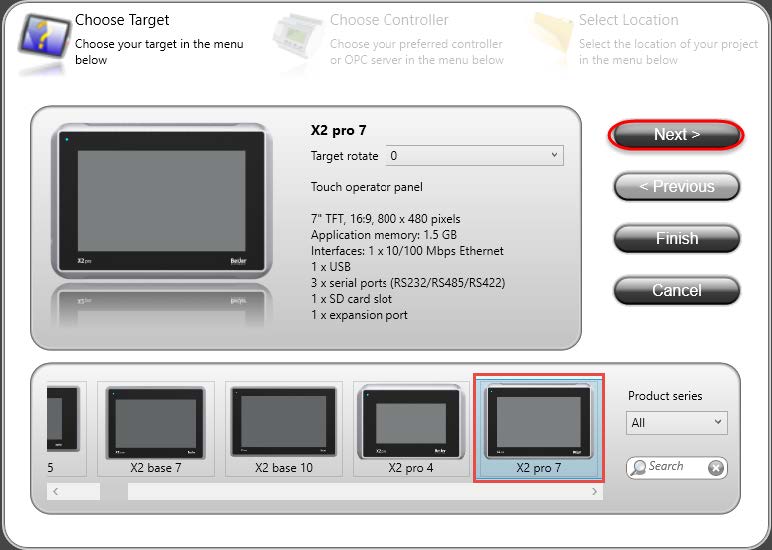 Choose Target
Choose your target in the menu
below
Choose Controller
Choose your preferred controller
or OPC server in the menu below
Select Location
Select the location of your project
in the menu below
X2 pro
Beijer
X2 pro 7
Target rotate 0
Touch operator panel
7" TFT, 16:9, 800 x 480 pixels
Application memory: 1.5 GB
Interfaces: 1 x 10/100 Mbps Ethernet
1 x USB
3 x serial ports (RS232/RS485/RS422)
1 x SD card slot
1 x expansion port
Next >
< Previous
Finish
Cancel
5
X2 base 7
X2 base 10
X2 pro 4
X2 pro 7
Product series
All
Search